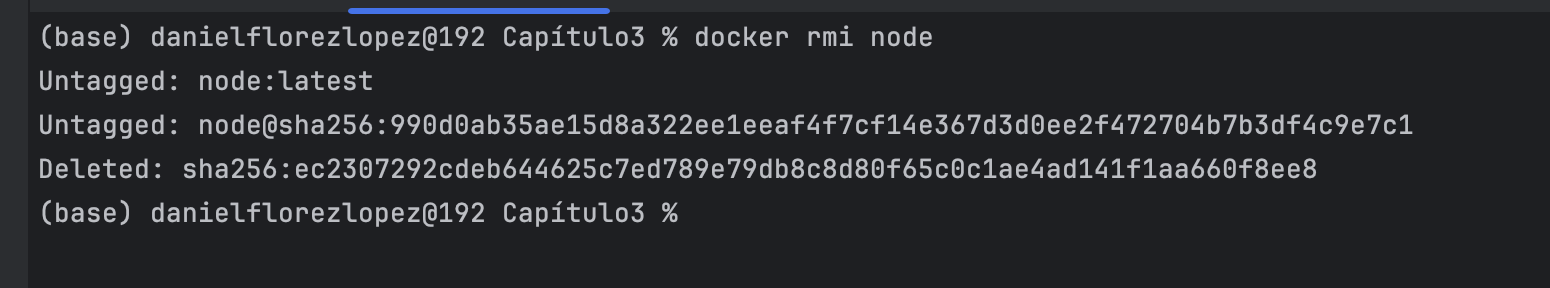 (base) danielflorezlopez@192 Capítulo3 % docker rmi node
Untagged: node:latest
Untagged: node@sha256:990d0ab35ae15d8a322ee1eeaf4f7cf14e367d3d0ee2f472704b7b3df4c9e7c1
Deleted: sha256:ec2307292cdeb644625c7ed789e79db8c8d80f65c0c1ae4ad141f1aa660f8ee8
(base) danielflorezlopez@192 Capítulo3 %